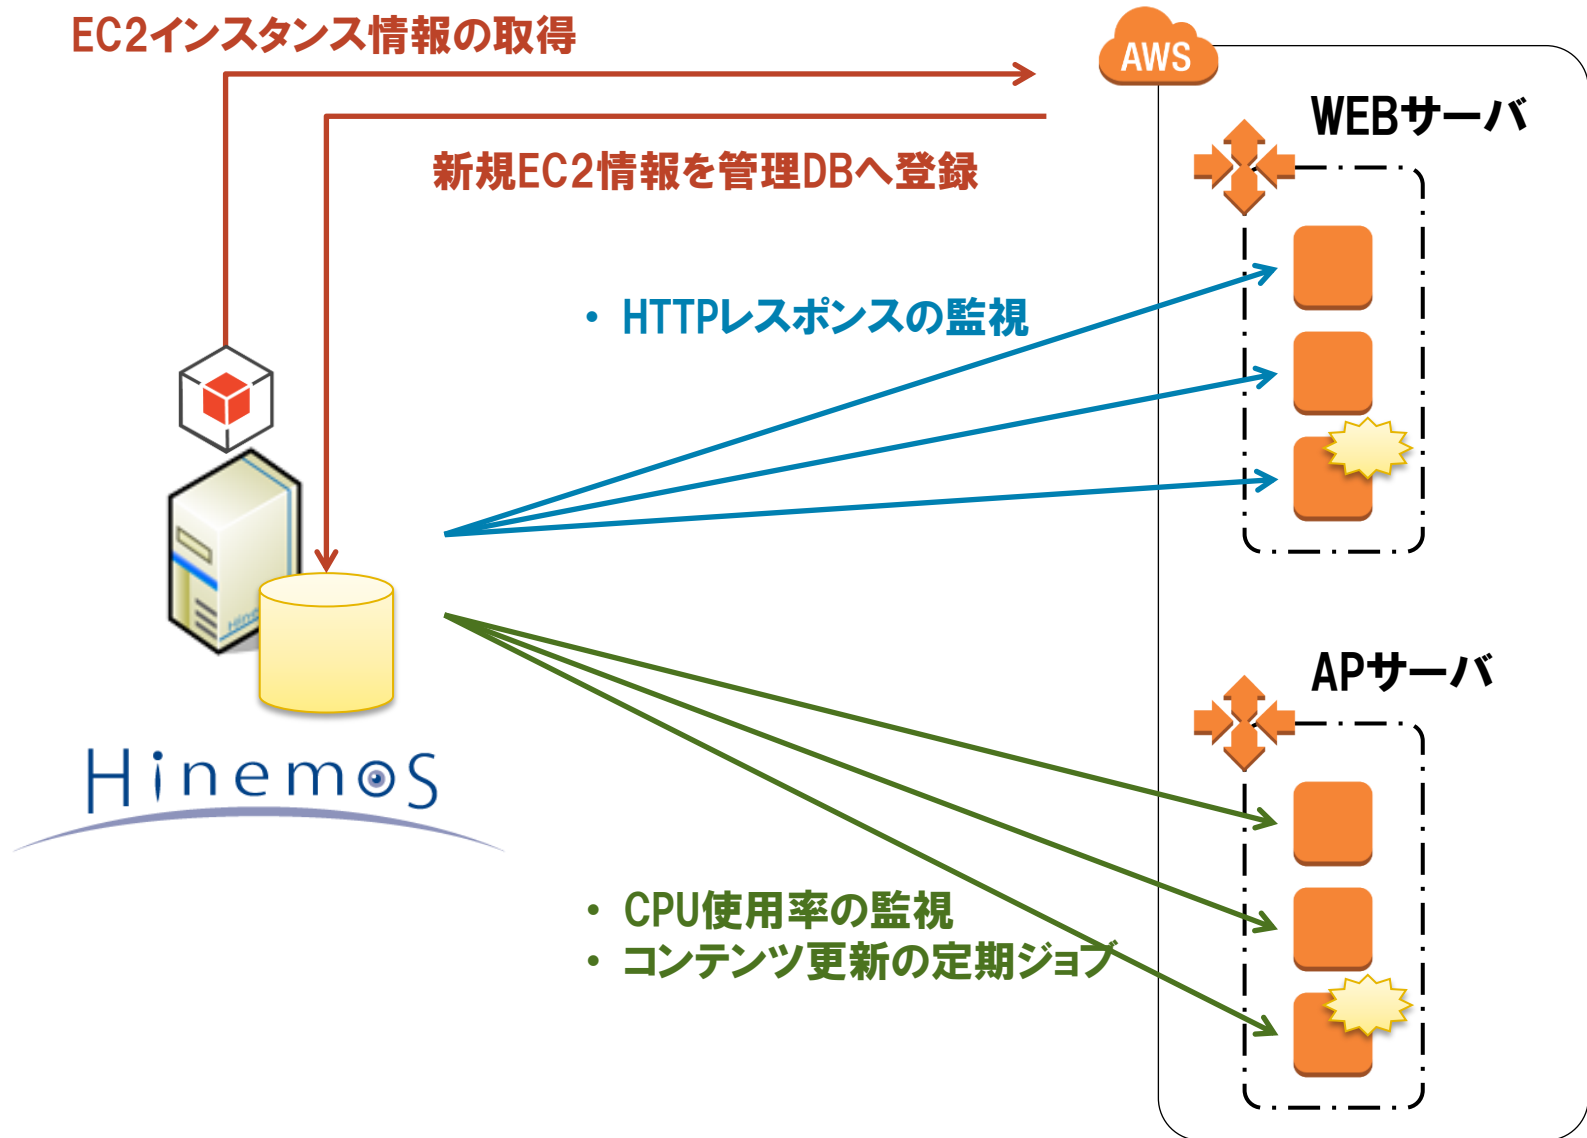 EC2インスタンス情報の取得
AWS
WEBサーバ
新規EC2情報を管理DBへ登録
・ HTTPレスポンスの監視
Hinemos
APサーバ
・ CPU使用率の監視
・ コンテンツ更新の定期ジョブ